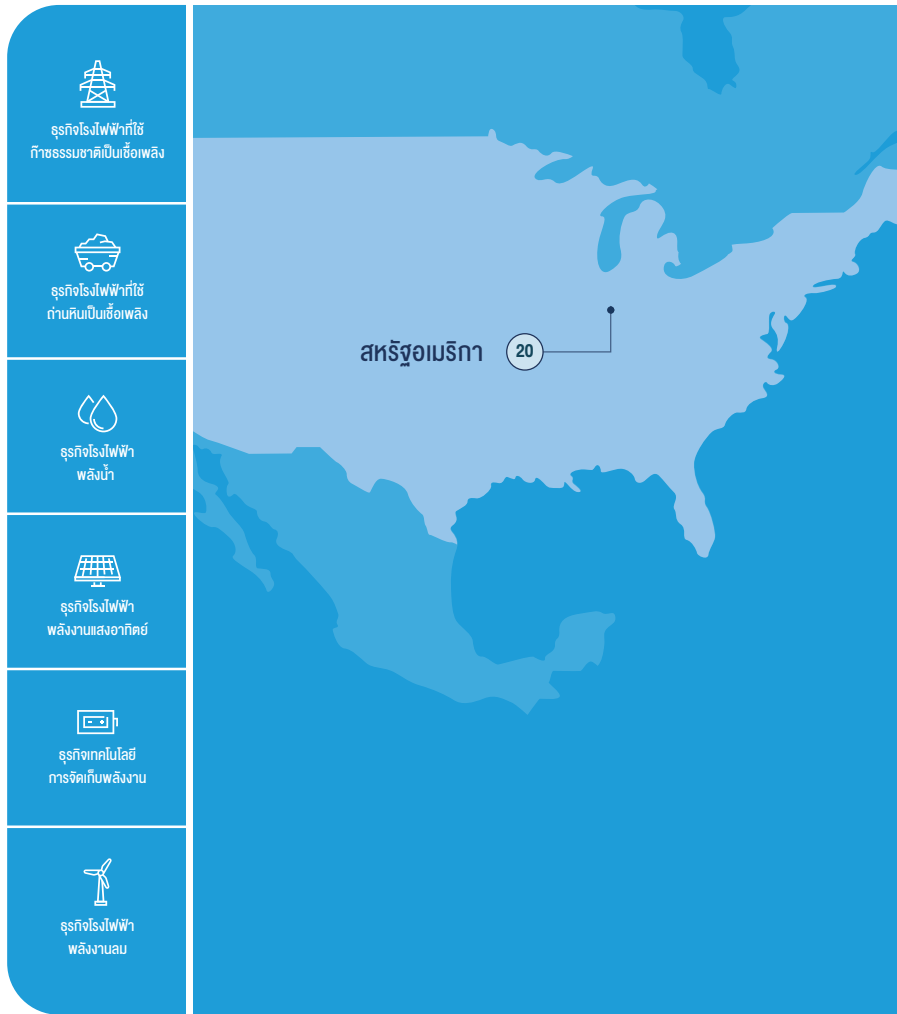 ธุรกิจโรงไฟฟ้าที่ใช้
ก๊าซธรรมชาติเป็นเชื้อเพลิง
ธุรกิจโรงไฟฟ้าที่ใช้
ถ่านหินเป็นเชื้อเพลิง
ธุรกิจโรงไฟฟ้า
พลังน้ำ
ธุรกิจโรงไฟฟ้า
พลังงานแสงอาทิตย์
ธุรกิจเทคโนโลยี
การจัดเก็บพลังงาน
ธุรกิจโรงไฟฟ้า
พลังงานลม
สหรัฐอเมริกา 20